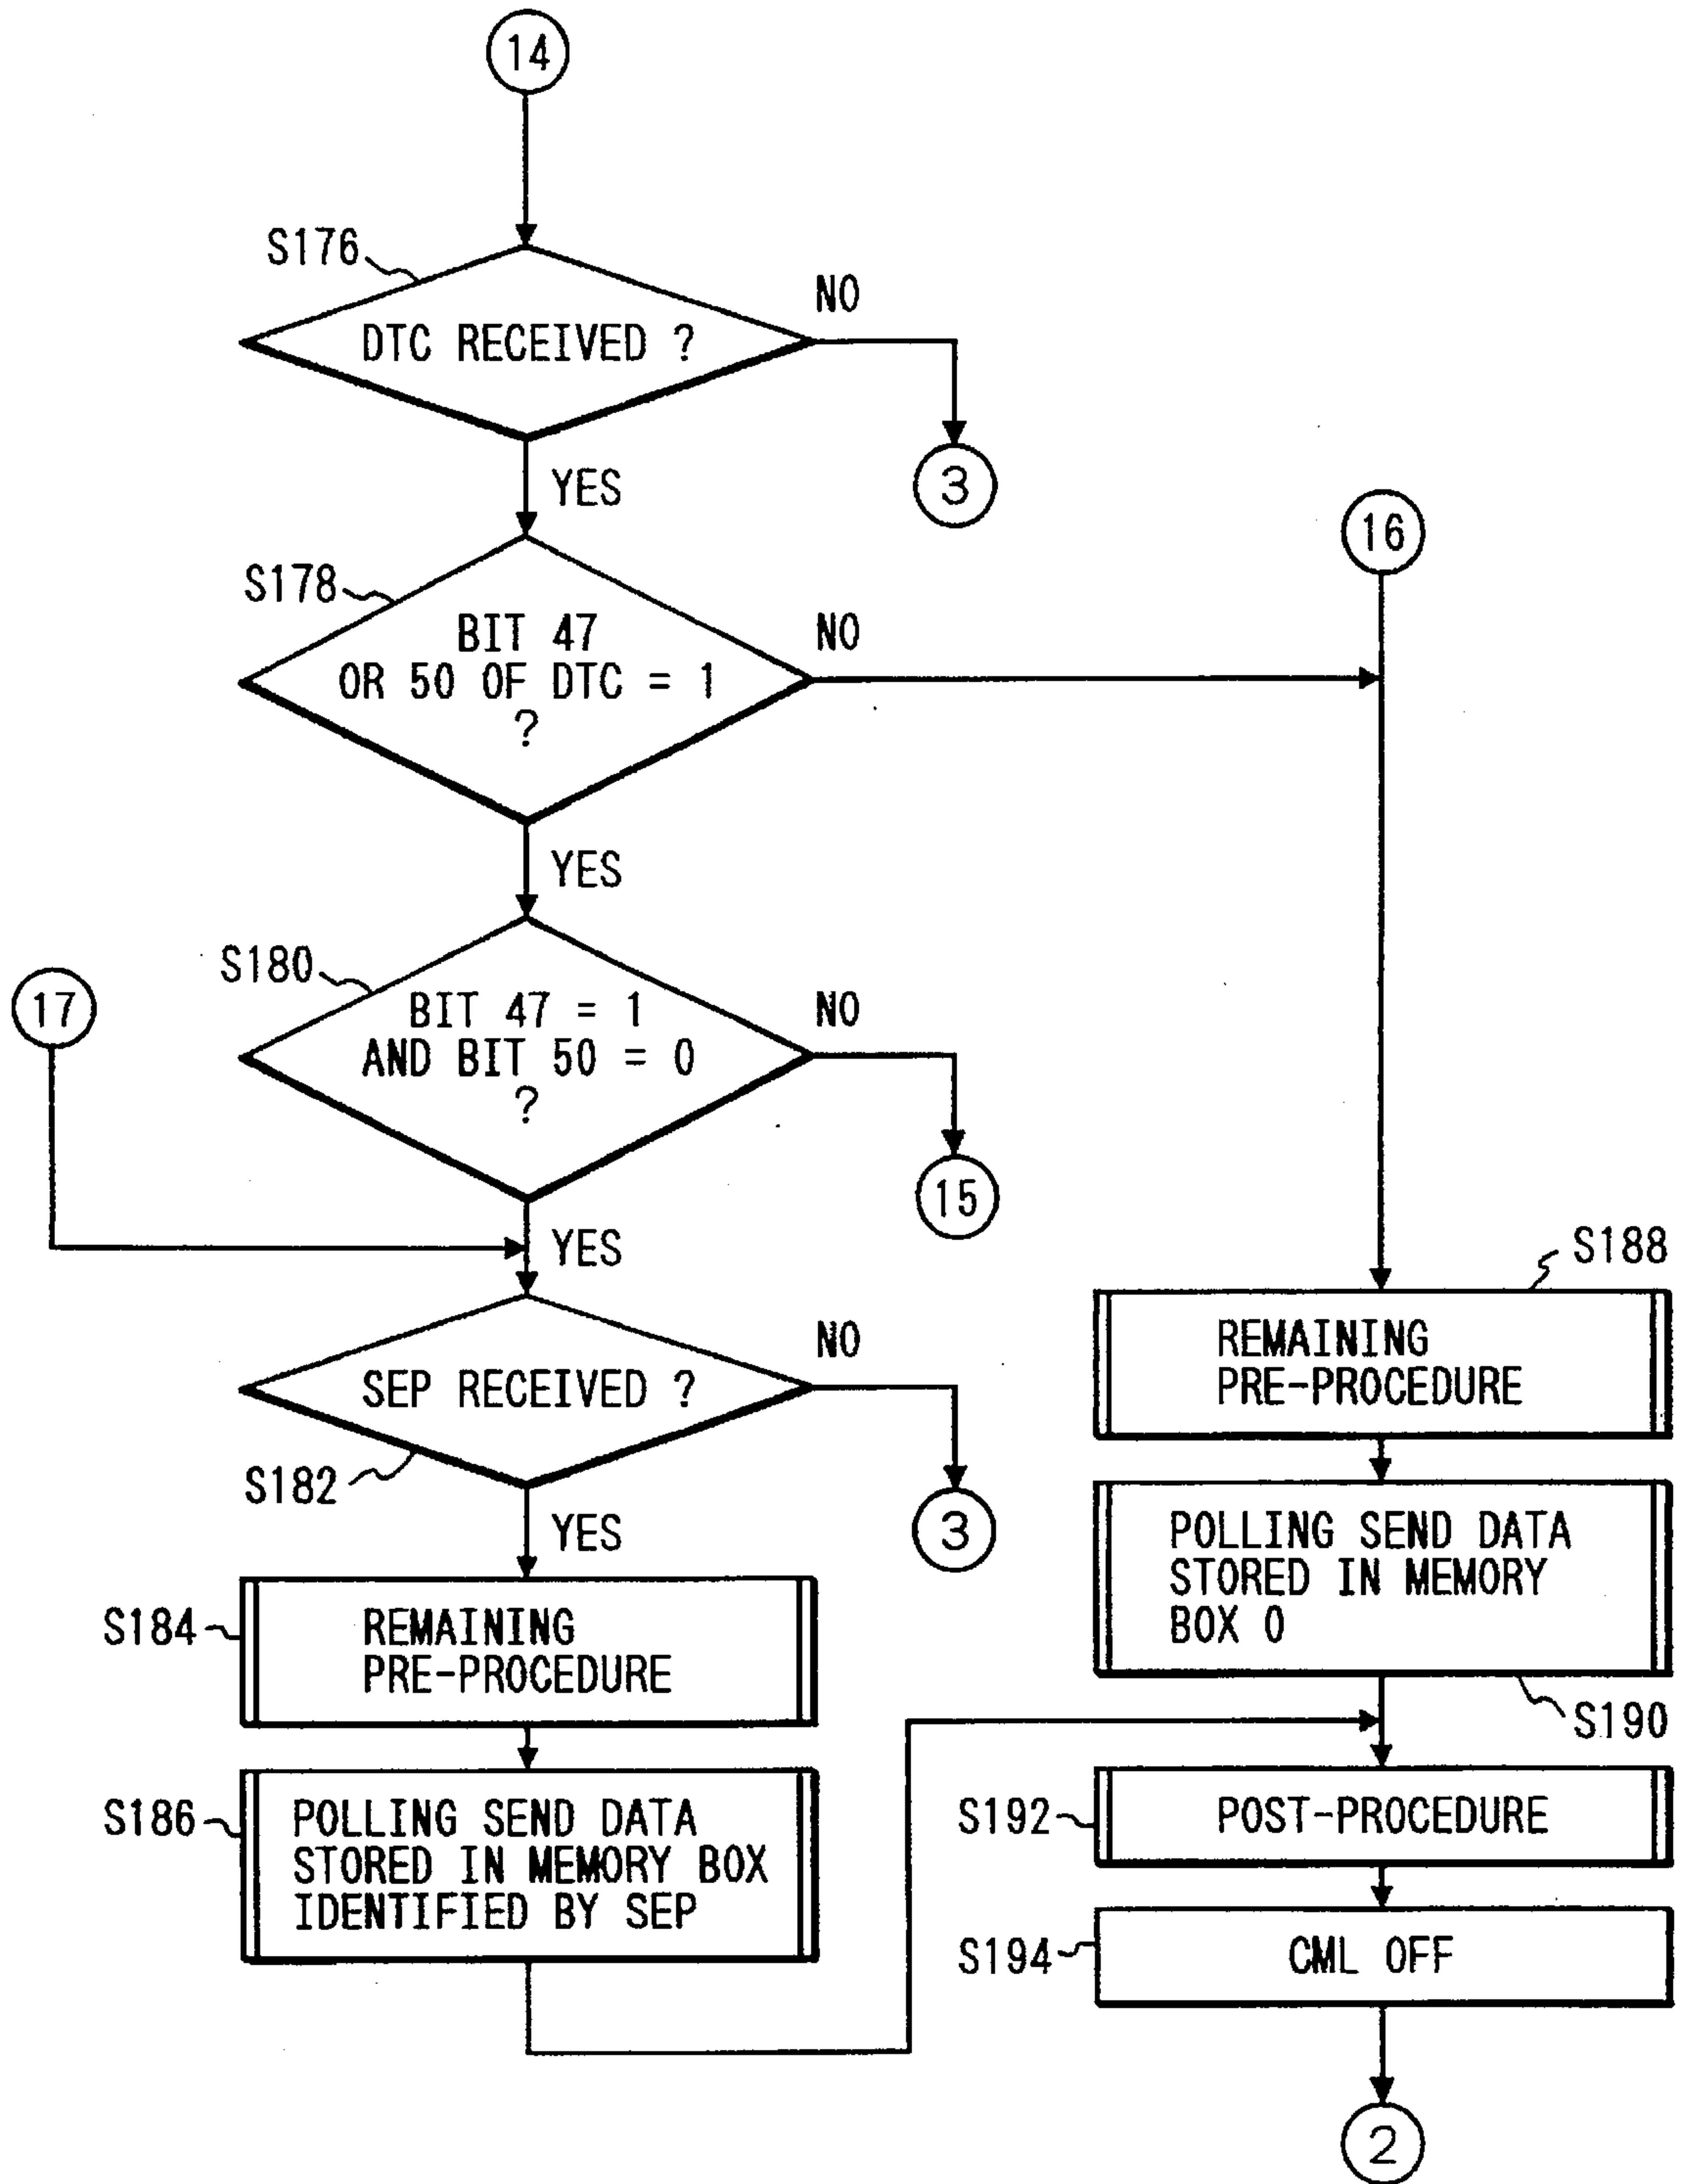 14
S176
DTC RECEIVED ?
NO
3
YES
16
S178
BIT 47
OR 50 OF DTC = 1
?
NO
YES
17
S180
BIT 47 = 1
AND BIT 50 = 0
?
NO
15
YES
SEP RECEIVED ?
NO
S182
3
YES
S184
REMAINING
PRE-PROCEDURE
S186
POLLING SEND DATA
STORED IN MEMORY BOX
IDENTIFIED BY SEP
S188
REMAINING
PRE-PROCEDURE
POLLING SEND DATA
STORED IN MEMORY
BOX 0
S190
S192
POST-PROCEDURE
S194
CML OFF
2